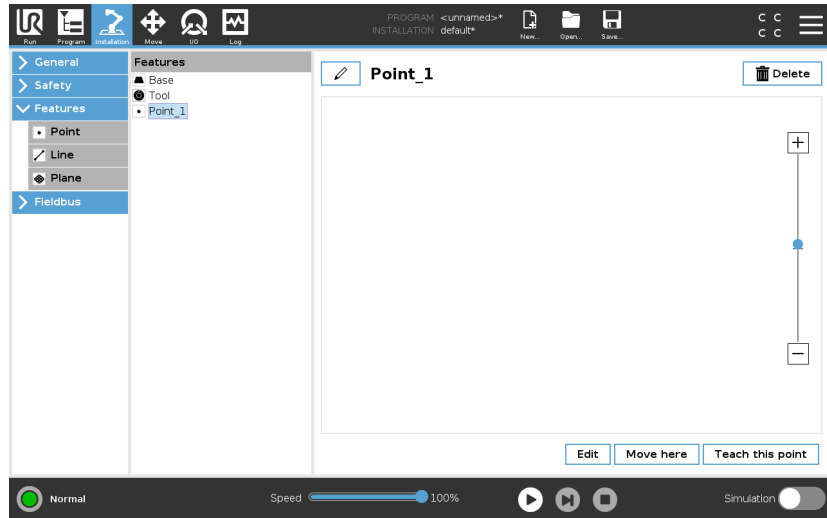 UR
PROGRAM <unnamed>*
INSTALLATION default*
C C
C C
Run Program Installation Move I/O Log New... Open... Save...
General
Safety
Features
Point
Line
Plane
Fieldbus
Features
Base
Tool
Point_1
Point_1
Delete
+
−
Edit Move here Teach this point
Normal
Speed 100%
Simulation